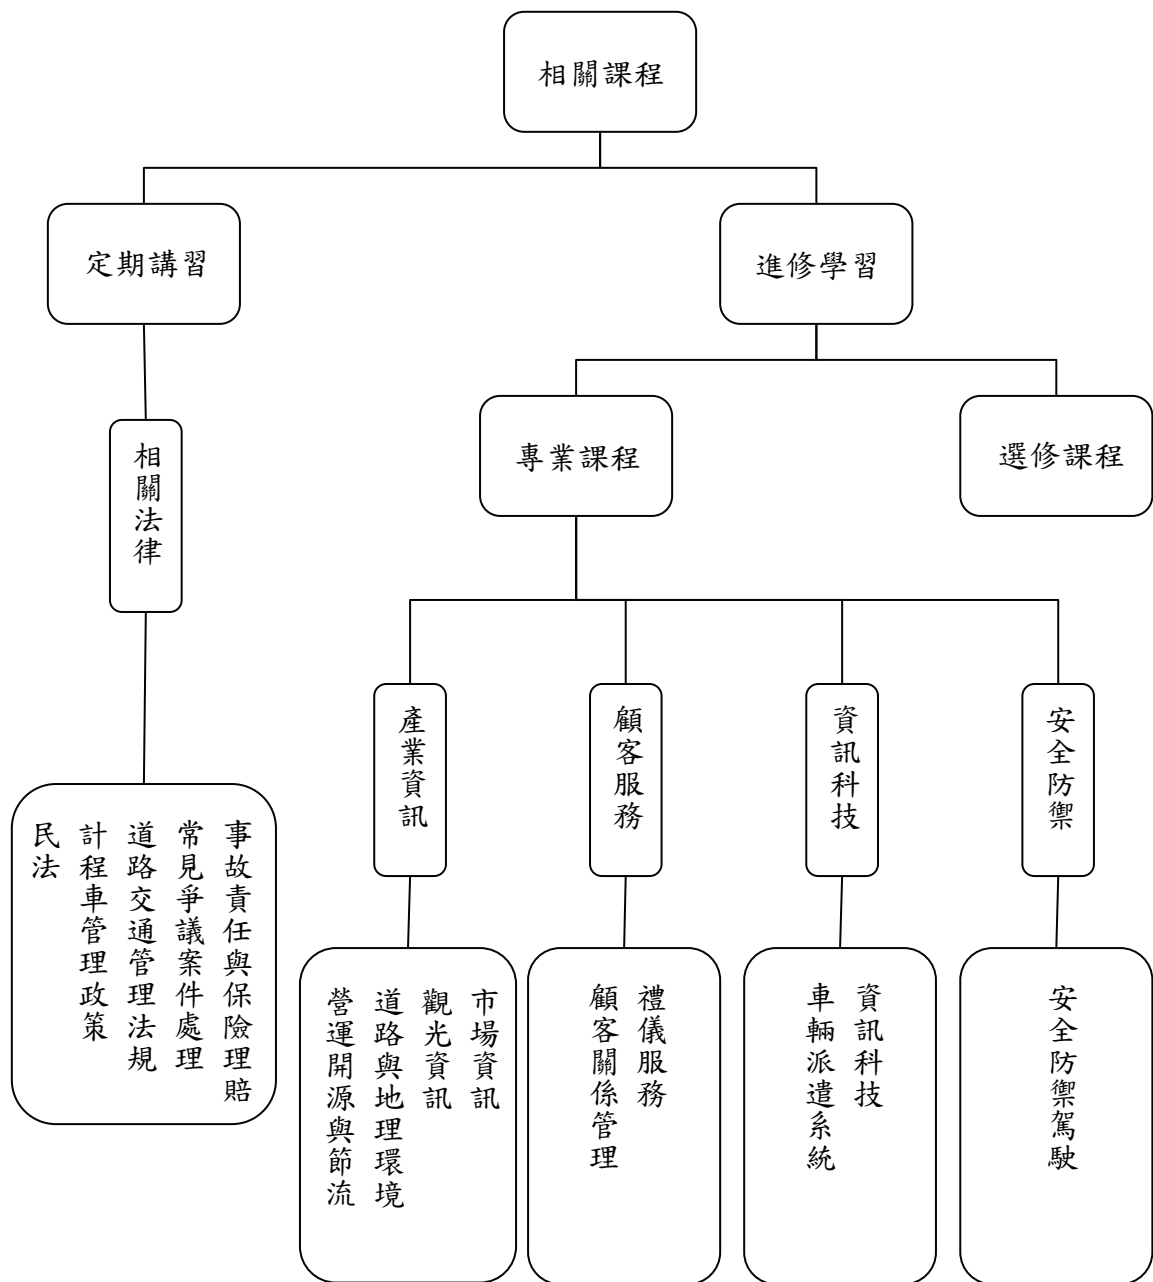 相關課程
定期講習
進修學習
專業課程
選修課程
相關法律
產業資訊
顧客服務
資訊科技
安全防禦
事故責任與保險理賠
常見爭議案件處理
道路交通管理法規
計程車管理政策
民法
市場資訊
觀光資訊
道路與地理環境
營運開源與節流
禮儀服務
顧客關係管理
資訊科技
車輛派遣系統
安全防禦駕駛